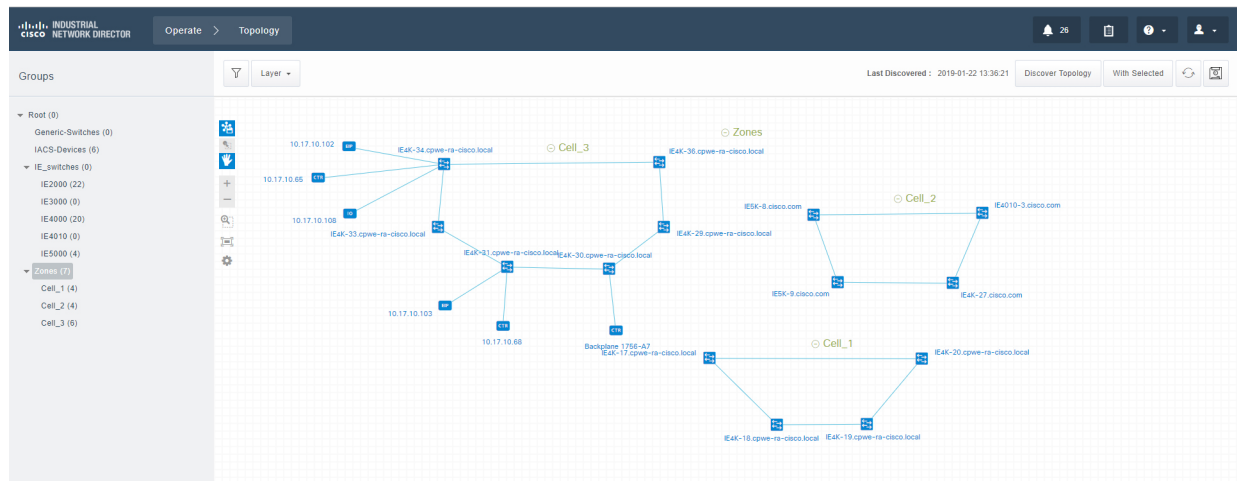 INDUSTRIAL
CISCO NETWORK DIRECTOR
Operate > Topology
26
Groups
Layer
Last Discovered : 2019-01-22 13:36:21
Discover Topology
With Selected
Root (0)
Generic-Switches (0)
IACS-Devices (6)
IE_switches (0)
IE2000 (22)
IE3000 (0)
IE4000 (20)
IE4010 (0)
IE5000 (4)
Zones (7)
Cell_1 (4)
Cell_2 (4)
Cell_3 (6)
Zones
Cell_3
10.17.10.102
EIP
IE4K-34.cpwe-ra-cisco.local
IE4K-36.cpwe-ra-cisco.local
10.17.10.65
CTR
10.17.10.108
IO
IE4K-33.cpwe-ra-cisco.local
IE4K-29.cpwe-ra-cisco.local
IE4K-31.cpwe-ra-cisco.local
IE4K-30.cpwe-ra-cisco.local
10.17.10.103
EIP
CTR
10.17.10.68
CTR
Backplane 1756-A7
Cell_2
IE5K-8.cisco.com
IE4010-3.cisco.com
IE5K-9.cisco.com
IE4K-27.cisco.com
Cell_1
IE4K-17.cpwe-ra-cisco.local
IE4K-20.cpwe-ra-cisco.local
IE4K-18.cpwe-ra-cisco.local
IE4K-19.cpwe-ra-cisco.local